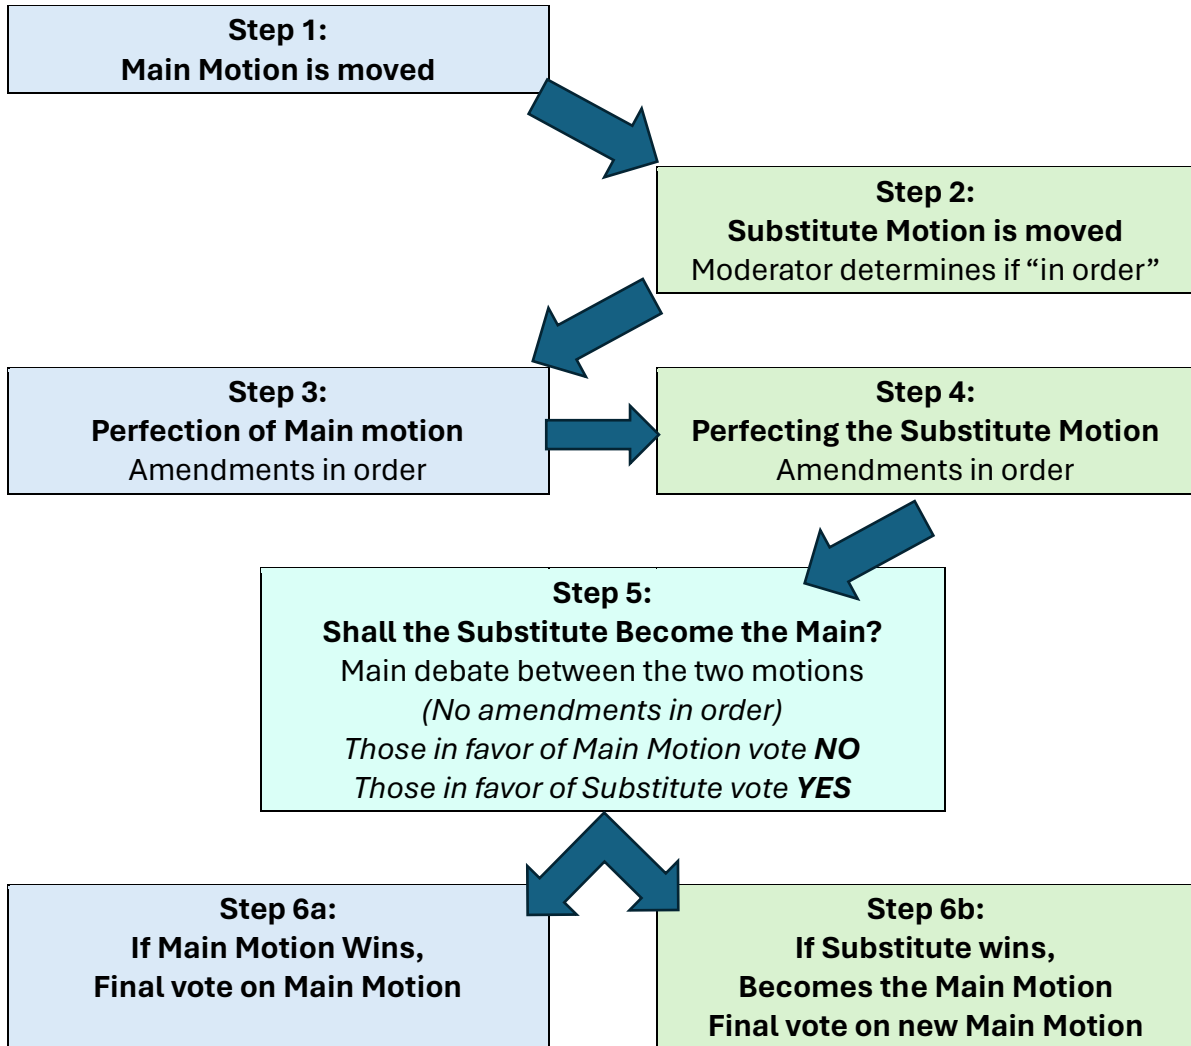 Step 1:
Main Motion is moved
Step 2:
Substitute Motion is moved
Moderator determines if “in order”
Step 3:
Perfection of Main motion
Amendments in order
Step 4:
Perfecting the Substitute Motion
Amendments in order
Step 5:
Shall the Substitute Become the Main?
Main debate between the two motions
(No amendments in order)
Those in favor of Main Motion vote NO
Those in favor of Substitute vote YES
Step 6a:
If Main Motion Wins,
Final vote on Main Motion
Step 6b:
If Substitute wins,
Becomes the Main Motion
Final vote on new Main Motion